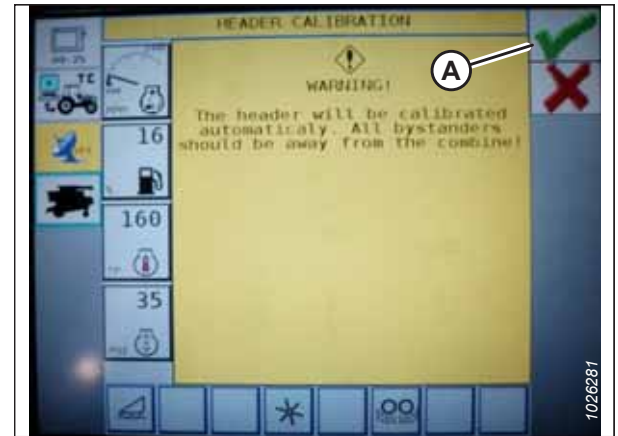 HEADER CALIBRATION
TC
WARNING!
The header will be calibrated
automaticaly. All bystanders
should be away from the combine!
16
160
35
A
1026281